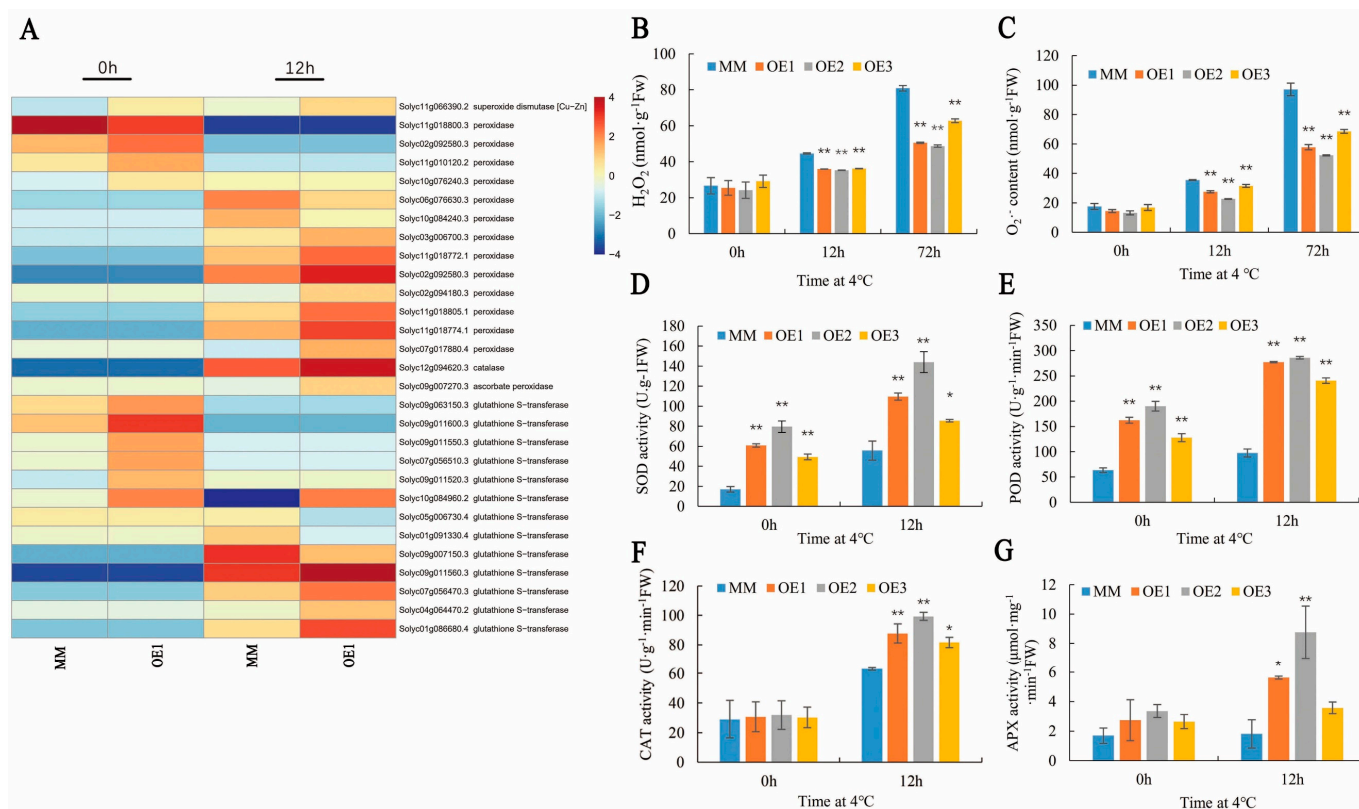 A
0h
12h
4
2
0
−2
−4
Solyc11g066390.2 superoxide dismutase [Cu−Zn]
Solyc11g018800.3 peroxidase
Solyc02g092580.3 peroxidase
Solyc11g010120.2 peroxidase
Solyc10g076240.3 peroxidase
Solyc06g076630.3 peroxidase
Solyc10g084240.3 peroxidase
Solyc03g006700.3 peroxidase
Solyc11g018772.1 peroxidase
Solyc02g092580.3 peroxidase
Solyc02g094180.3 peroxidase
Solyc11g018805.1 peroxidase
Solyc11g018774.1 peroxidase
Solyc07g017880.4 peroxidase
Solyc12g094620.3 catalase
Solyc09g007270.3 ascorbate peroxidase
Solyc09g063150.3 glutathione S−transferase
Solyc09g011600.3 glutathione S−transferase
Solyc09g011550.3 glutathione S−transferase
Solyc07g056510.3 glutathione S−transferase
Solyc09g011520.3 glutathione S−transferase
Solyc10g084960.2 glutathione S−transferase
Solyc05g006730.4 glutathione S−transferase
Solyc01g091330.4 glutathione S−transferase
Solyc09g007150.3 glutathione S−transferase
Solyc09g011560.3 glutathione S−transferase
Solyc07g056470.3 glutathione S−transferase
Solyc04g064470.2 glutathione S−transferase
Solyc01g086680.4 glutathione S−transferase
MM
OE1
MM
OE1
B
MM OE1 OE2 OE3
H₂O₂ (nmol·g⁻¹Fw)
100
80
60
40
20
0
** ** **
** ** **
0h 12h 72h
Time at 4℃
C
MM OE1 OE2 OE3
O₂·⁻ content (nmol·g⁻¹Fw)
120
100
80
60
40
20
0
** ** **
** ** **
0h 12h 72h
Time at 4 ℃
D
MM OE1 OE2 OE3
SOD activity (U.g-1FW)
180
160
140
120
100
80
60
40
20
0
** ** **
** ** *
0h 12h
Time at 4℃
E
MM OE1 OE2 OE3
POD activity (U·g⁻¹·min⁻¹FW)
350
300
250
200
150
100
50
0
** ** **
** ** **
0h 12h
Time at 4℃
F
MM OE1 OE2 OE3
CAT activity (U·g⁻¹·min⁻¹FW)
120
100
80
60
40
20
0
** ** *
0h 12h
Time at 4℃
G
MM OE1 OE2 OE3
APX activity (μmol·mg⁻¹
·min⁻¹FW)
12
10
8
6
4
2
0
* **
0h 12h
Time at 4℃